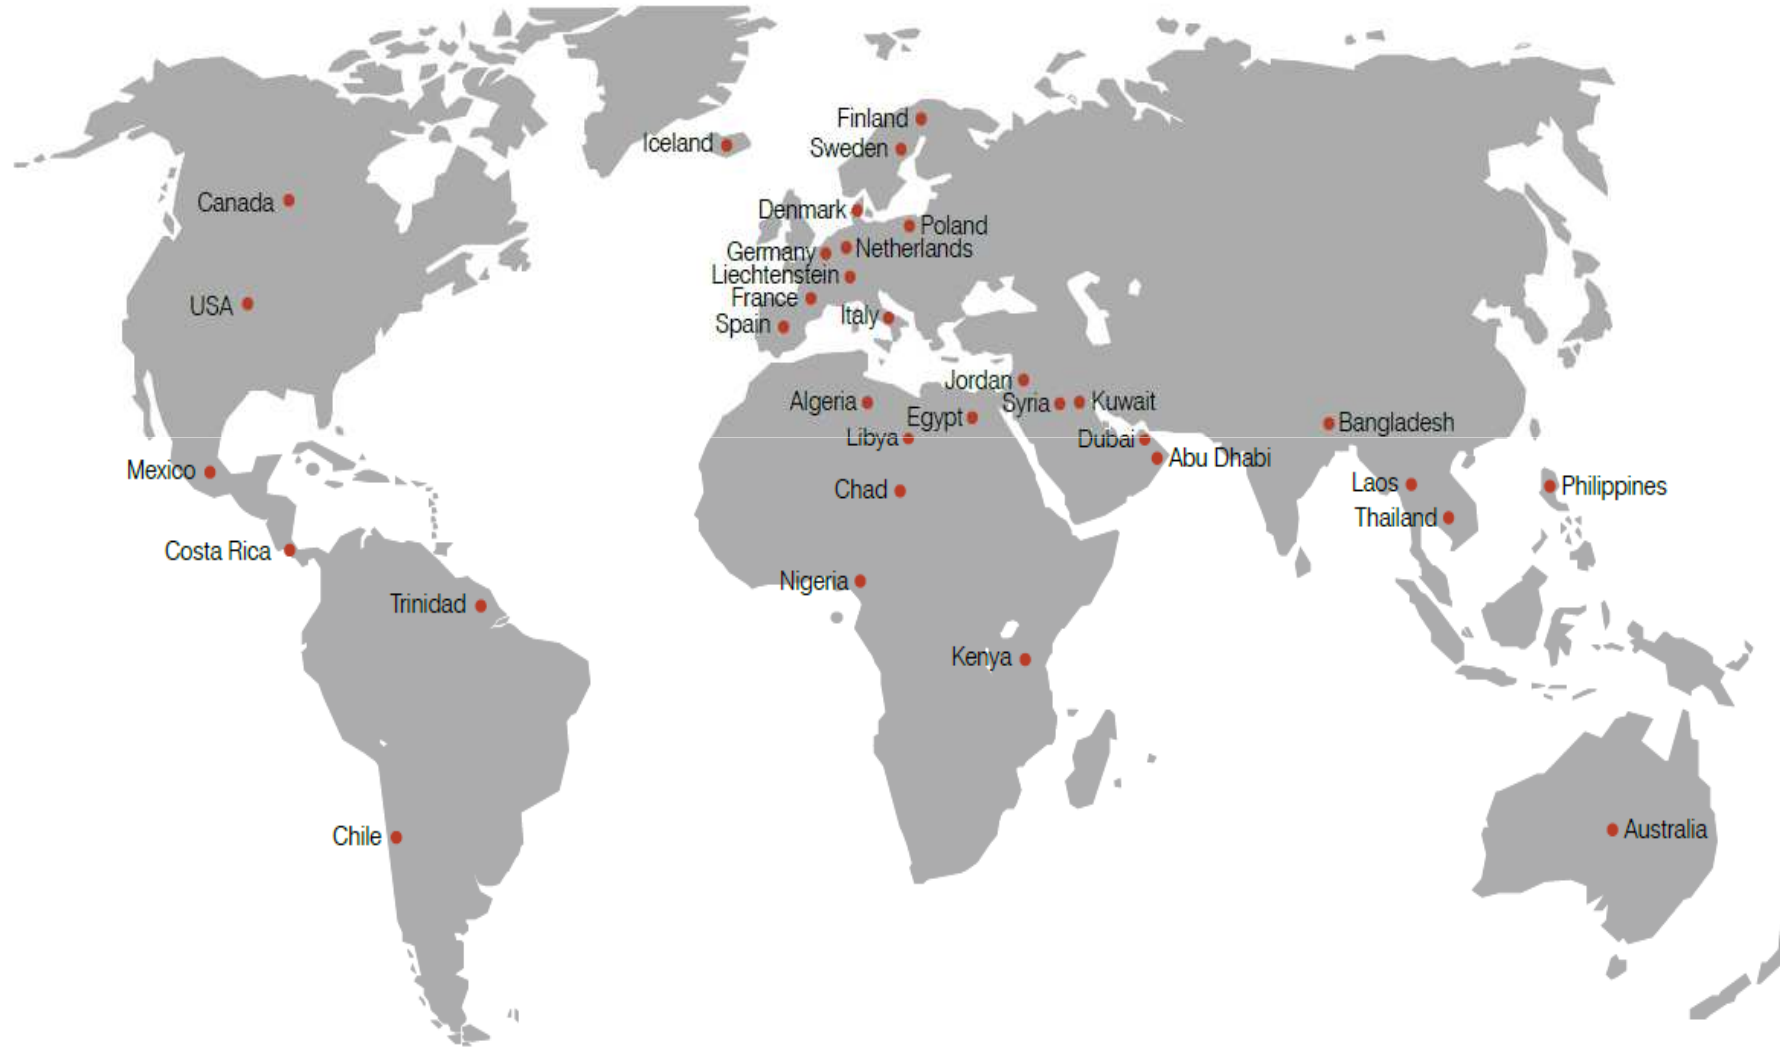 Finland
Iceland
Sweden
Canada
Denmark
Poland
Germany
Netherlands
Liechtenstein
France
USA
Italy
Spain
Jordan
Algeria
Syria
Kuwait
Egypt
Bangladesh
Libya
Dubai
Abu Dhabi
Mexico
Laos
Philippines
Chad
Thailand
Costa Rica
Nigeria
Trinidad
Kenya
Australia
Chile